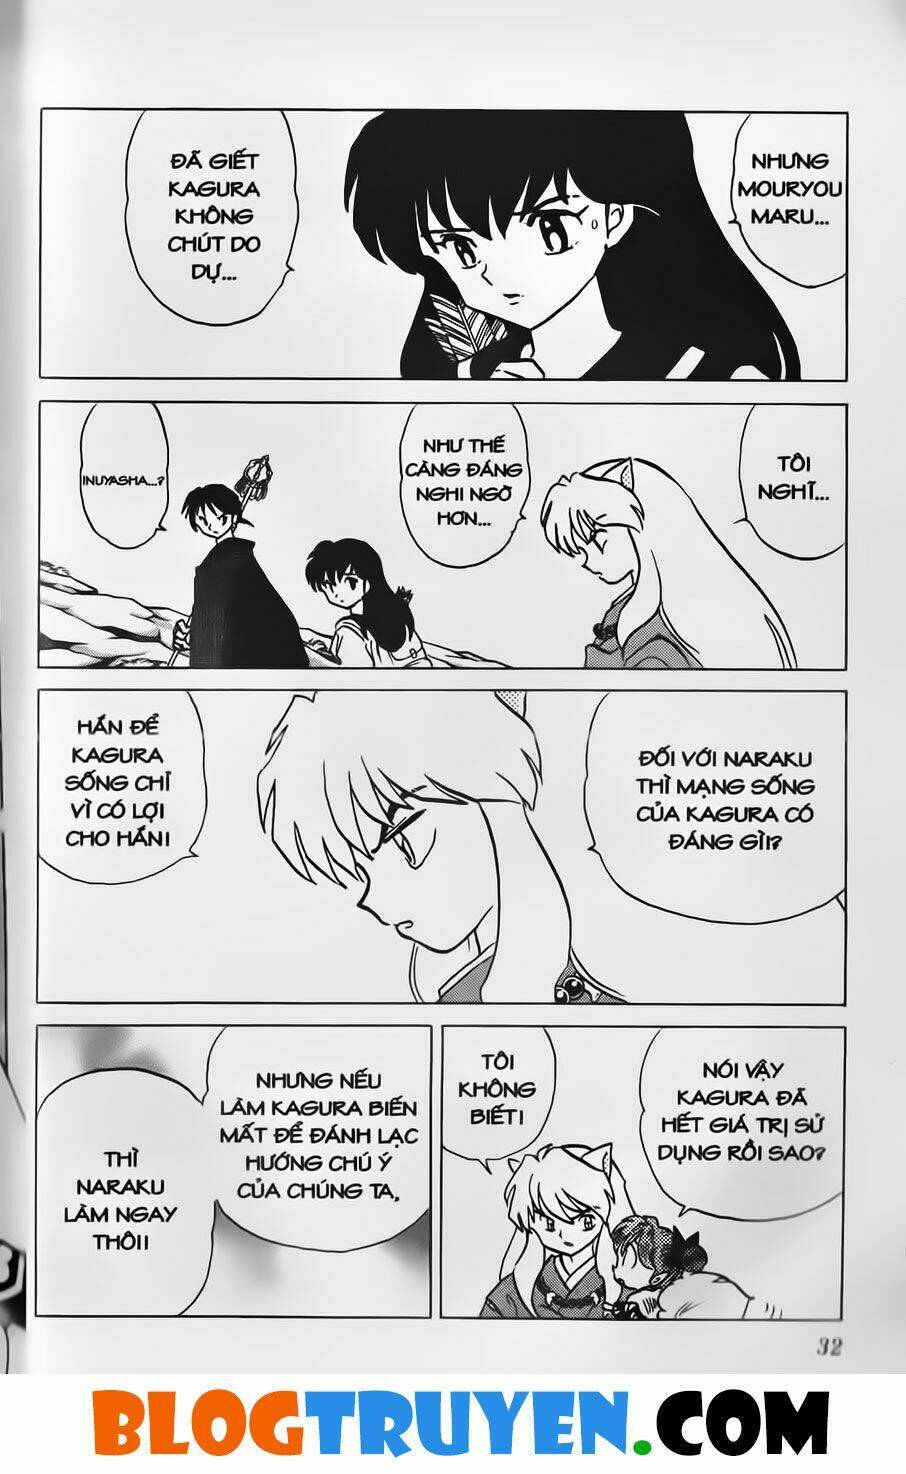 NHƯNG
MOURYOU
MARU...
ĐÃ GIẾT
KAGURA
KHÔNG
CHÚT DO
DỰ...
TÔI
NGHĨ...
NHƯ THẾ
CÀNG ĐÁNG
NGHI NGỜ
HƠN...
INUYASHA...?
ĐỐI VỚI NARAKU
THÌ MẠNG SỐNG
CỦA KAGURA CÓ
ĐÁNG GÌ!?
HẮN ĐỂ
KAGURA
SỐNG CHỈ
VÌ CÓ LỢI
CHO HẮN!
NÓI VẬY
KAGURA ĐÃ
HẾT GIÁ TRỊ SỬ
DỤNG RỒI SAO?
TÔI
KHÔNG
BIẾT!
NHƯNG NẾU
LÀM KAGURA BIẾN
MẤT ĐỂ ĐÁNH LẠC
HƯỚNG CHÚ Ý
CỦA CHÚNG TA,
THÌ
NARAKU
LÀM NGAY
THÔI!
32
BLOGTRUYEN.COM